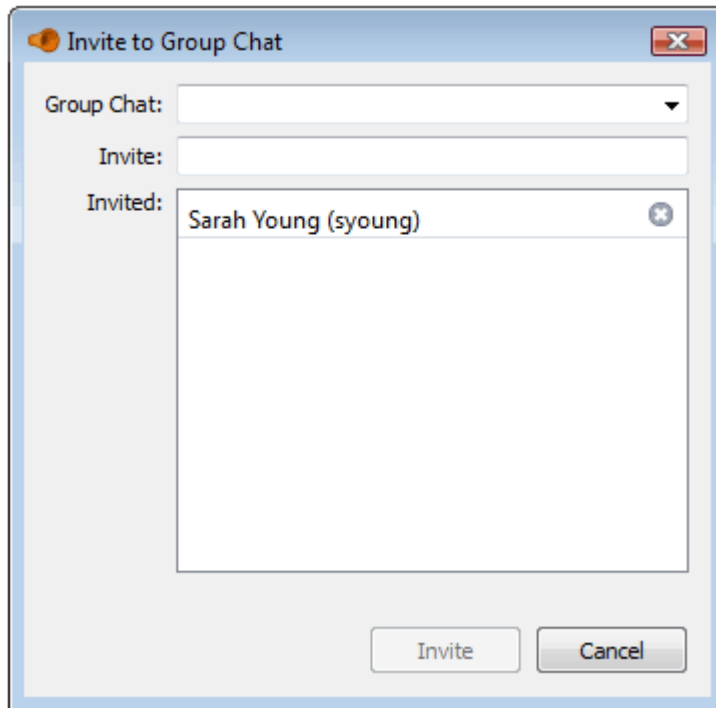 Invite to Group Chat
Group Chat:
Invite:
Invited:
Sarah Young (syoung)
Invite
Cancel